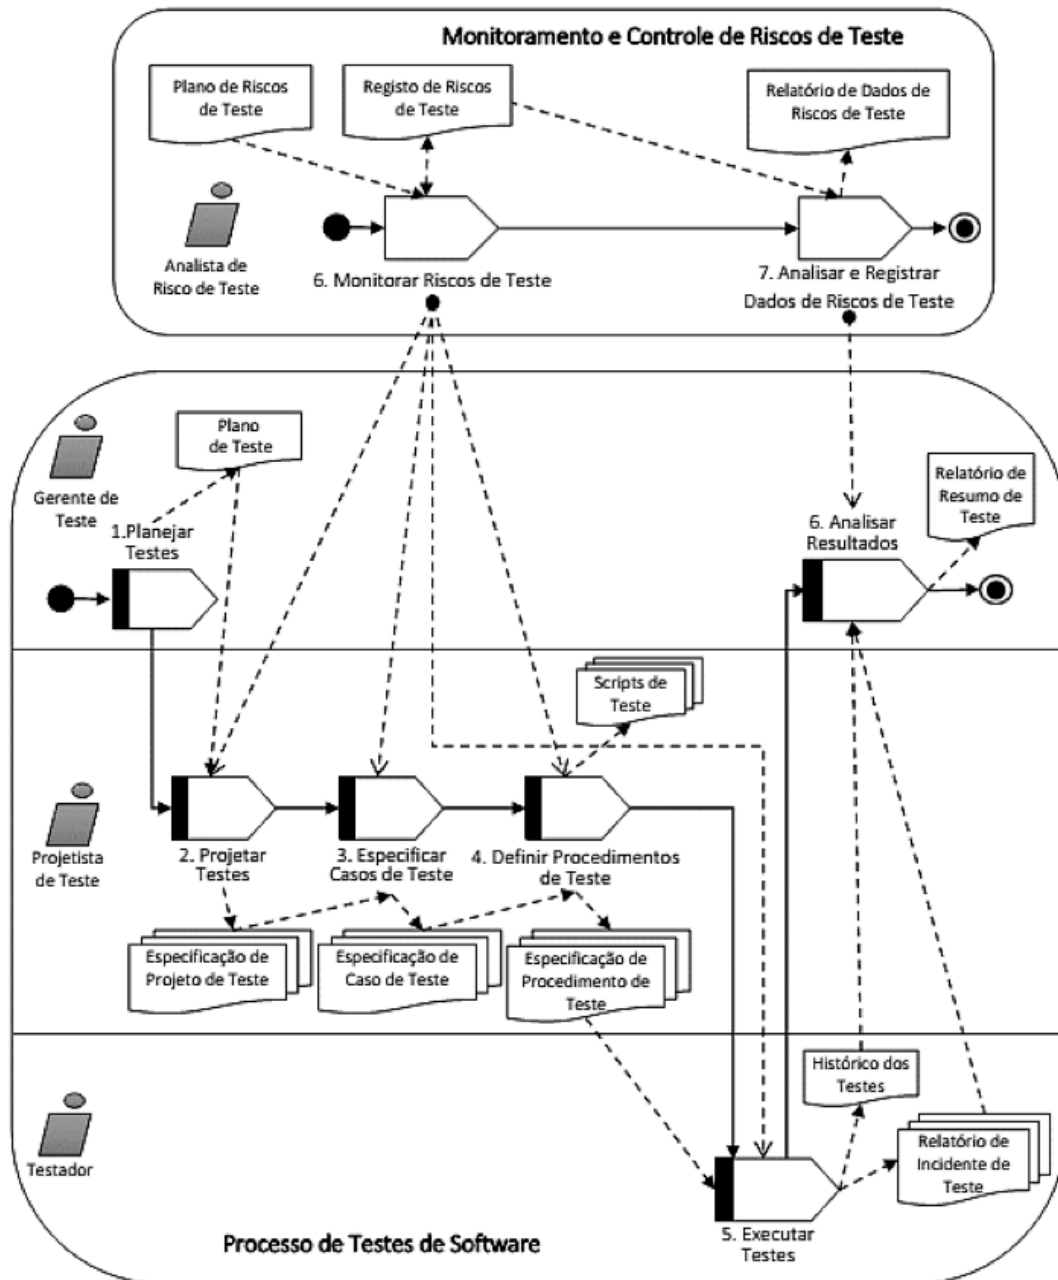 Monitoramento e Controle de Riscos de Teste
Plano de Riscos
de Teste
Registo de Riscos
de Teste
Relatório de Dados de
Riscos de Teste
Analista de
Risco de Teste
6. Monitorar Riscos de Teste
7. Analisar e Registrar
Dados de Riscos de Teste
Gerente de
Teste
Plano
de Teste
1.Planejar
Testes
6. Analisar
Resultados
Relatório de
Resumo de
Teste
Scripts de
Teste
Projetista
de Teste
2. Projetar
Testes
3. Especificar
Casos de Teste
4. Definir Procedimentos
de Teste
Especificação de
Projeto de Teste
Especificação de
Caso de Teste
Especificação de
Procedimento de
Teste
Testador
Histórico dos
Testes
Relatório de
Incidente de
Teste
5. Executar
Testes
Processo de Testes de Software